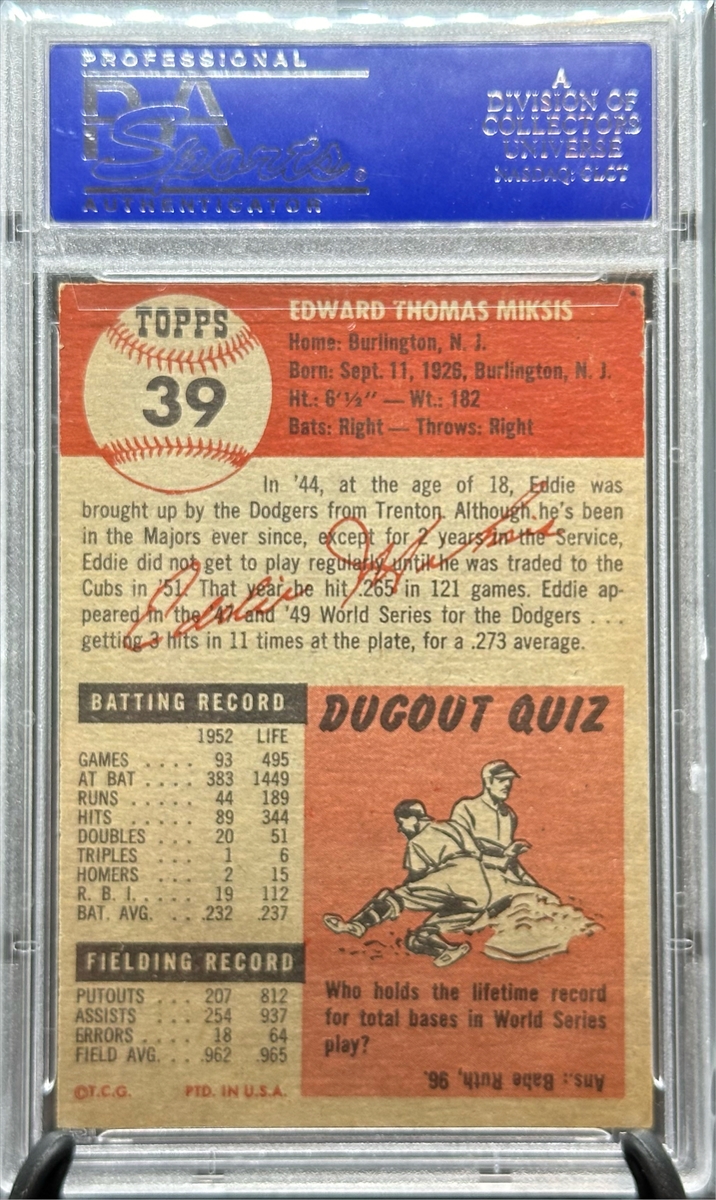 PROFESSIONAL
PSA
Sports
AUTHENTICATOR
A
DIVISION OF
COLLECTORS
UNIVERSE
NASDAQ: CLCT
TOPPS
39
EDWARD THOMAS MIKSIS
Home: Burlington, N. J.
Born: Sept. 11, 1926, Burlington, N. J.
Ht.: 6'½" — Wt.: 182
Bats: Right — Throws: Right
In '44, at the age of 18, Eddie was
brought up by the Dodgers from Trenton. Although he's been
in the Majors ever since, except for 2 years in the Service,
Eddie did not get to play regularly until he was traded to the
Cubs in '51. That year he hit .265 in 121 games. Eddie ap-
peared in the '47 and '49 World Series for the Dodgers . . .
getting 3 hits in 11 times at the plate, for a .273 average.
Eddie Miksis
BATTING RECORD
1952 LIFE
GAMES . . . . 93 495
AT BAT . . . . 383 1449
RUNS . . . . . 44 189
HITS . . . . . 89 344
DOUBLES . . . 20 51
TRIPLES . . . 1 6
HOMERS . . . 2 15
R. B. I. . . . . . 19 112
BAT. AVG. . . .232 .237
FIELDING RECORD
PUTOUTS . . . 207 812
ASSISTS . . . 254 937
ERRORS . . . . 18 64
FIELD AVG. . . .962 .965
©T.C.G. PTD. IN U.S.A.
DUGOUT QUIZ
Who holds the lifetime record
for total bases in World Series
play?
Ans.: Babe Ruth, 96.